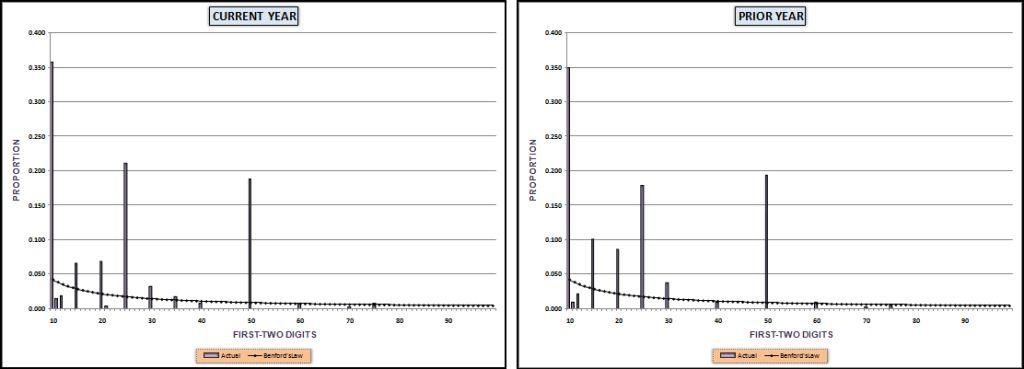 CURRENT YEAR
0.400
0.350
0.300
0.250
0.200
0.150
0.100
0.050
0.000
PROPORTION
10 20 30 40 50 60 70 80 90
FIRST-TWO DIGITS
Actual Benford'sLaw
PRIOR YEAR
0.400
0.350
0.300
0.250
0.200
0.150
0.100
0.050
0.000
PROPORTION
10 20 30 40 50 60 70 80 90
FIRST-TWO DIGITS
Actual Benford'sLaw